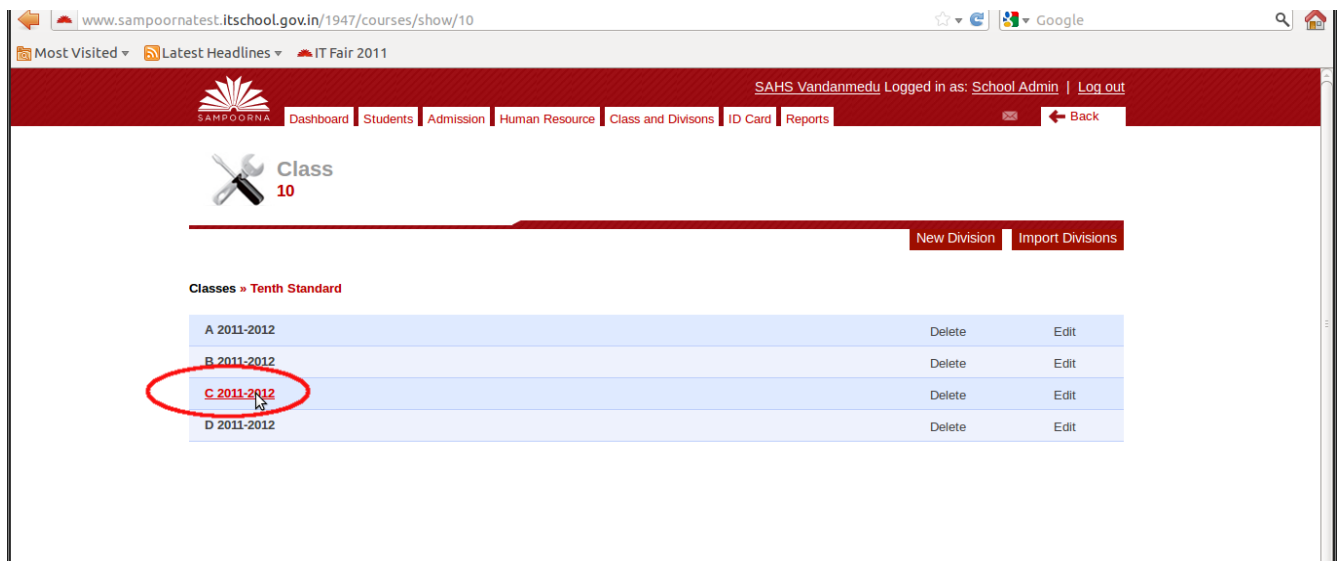 www.sampoornatest.itschool.gov.in/1947/courses/show/10
Google
Most Visited
Latest Headlines
IT Fair 2011
SAHS Vandanmedu Logged in as: School Admin | Log out
SAMPOORNA
Dashboard Students Admission Human Resource Class and Divisons ID Card Reports
Back
Class
10
New Division Import Divisions
Classes » Tenth Standard
A 2011-2012 Delete Edit
B 2011-2012 Delete Edit
C 2011-2012 Delete Edit
D 2011-2012 Delete Edit